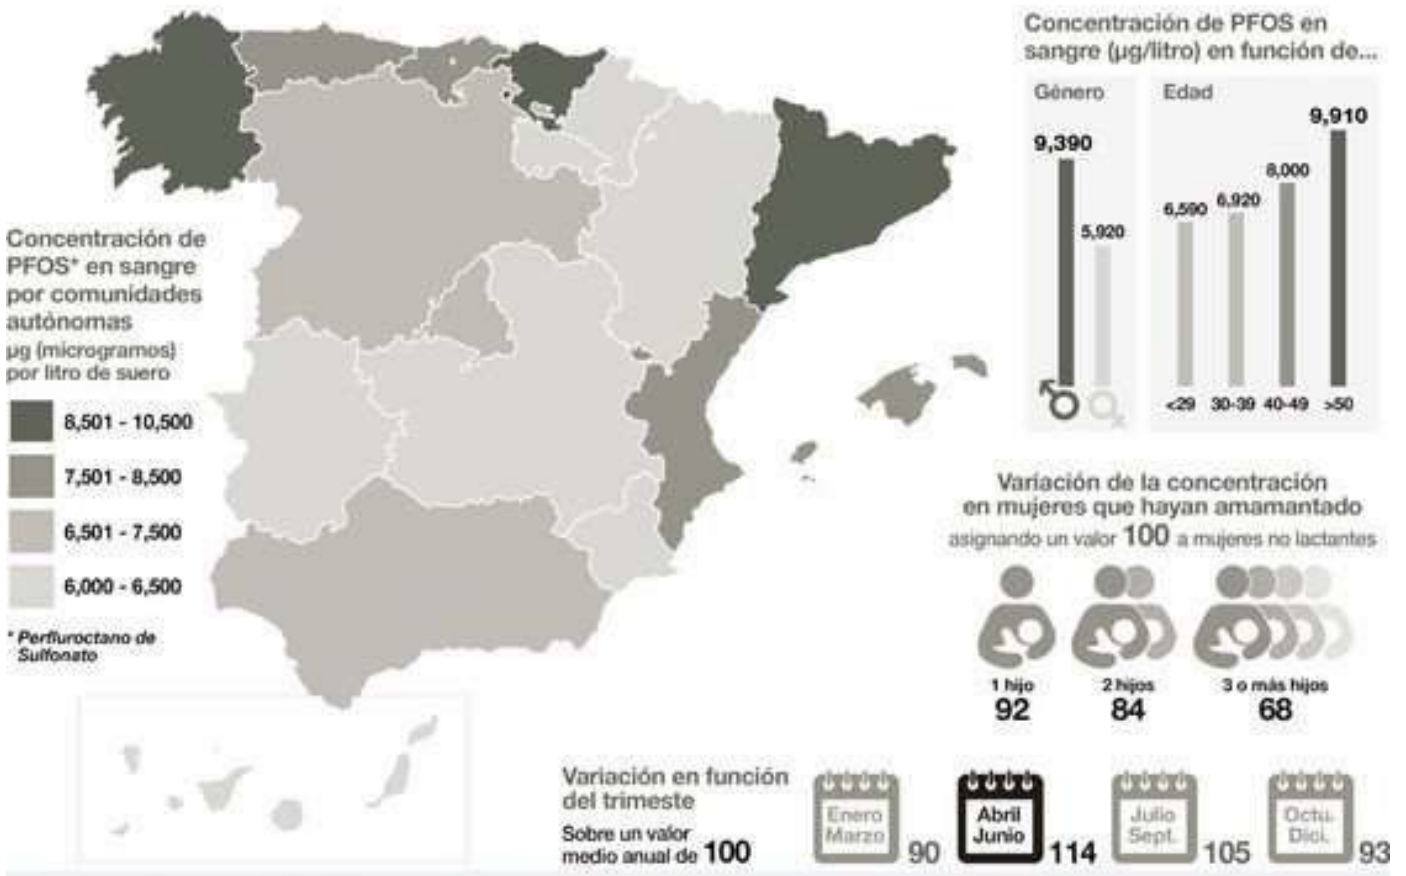 Concentración de PFOS en
sangre (µg/litro) en función de...
Género
Edad
9,390
5,920
6,590
6,920
8,000
9,910
<29
30-39
40-49
>50
Concentración de
PFOS* en sangre
por comunidades
autónomas
µg (microgramos)
por litro de suero
8,501 - 10,500
7,501 - 8,500
6,501 - 7,500
6,000 - 6,500
* Perfluroctano de
Sulfonato
Variación de la concentración
en mujeres que hayan amamantado
asignando un valor 100 a mujeres no lactantes
1 hijo
92
2 hijos
84
3 o más hijos
68
Variación en función
del trimeste
Sobre un valor
medio anual de 100
Enero
Marzo
90
Abril
Junio
114
Julio
Sept.
105
Octu.
Dici.
93